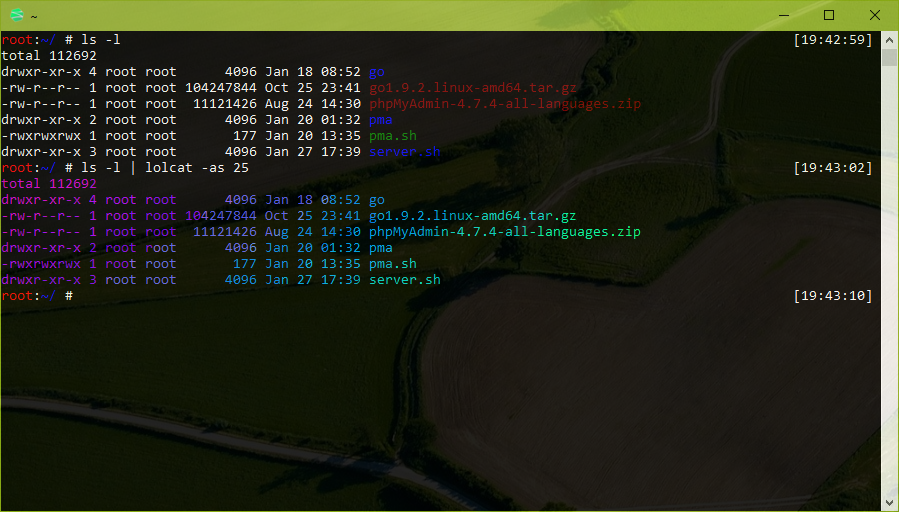 ~
root:~/ # ls -l [19:42:59]
total 112692
drwxr-xr-x 4 root root      4096 Jan 18 08:52 go
-rw-r--r-- 1 root root 104247844 Oct 25 23:41 go1.9.2.linux-amd64.tar.gz
-rw-r--r-- 1 root root  11121426 Aug 24 14:30 phpMyAdmin-4.7.4-all-languages.zip
drwxr-xr-x 2 root root      4096 Jan 20 01:32 pma
-rwxrwxrwx 1 root root       177 Jan 20 13:35 pma.sh
drwxr-xr-x 3 root root      4096 Jan 27 17:39 server.sh
root:~/ # ls -l | lolcat -as 25 [19:43:02]
total 112692
drwxr-xr-x 4 root root      4096 Jan 18 08:52 go
-rw-r--r-- 1 root root 104247844 Oct 25 23:41 go1.9.2.linux-amd64.tar.gz
-rw-r--r-- 1 root root  11121426 Aug 24 14:30 phpMyAdmin-4.7.4-all-languages.zip
drwxr-xr-x 2 root root      4096 Jan 20 01:32 pma
-rwxrwxrwx 1 root root       177 Jan 20 13:35 pma.sh
drwxr-xr-x 3 root root      4096 Jan 27 17:39 server.sh
root:~/ # [19:43:10]